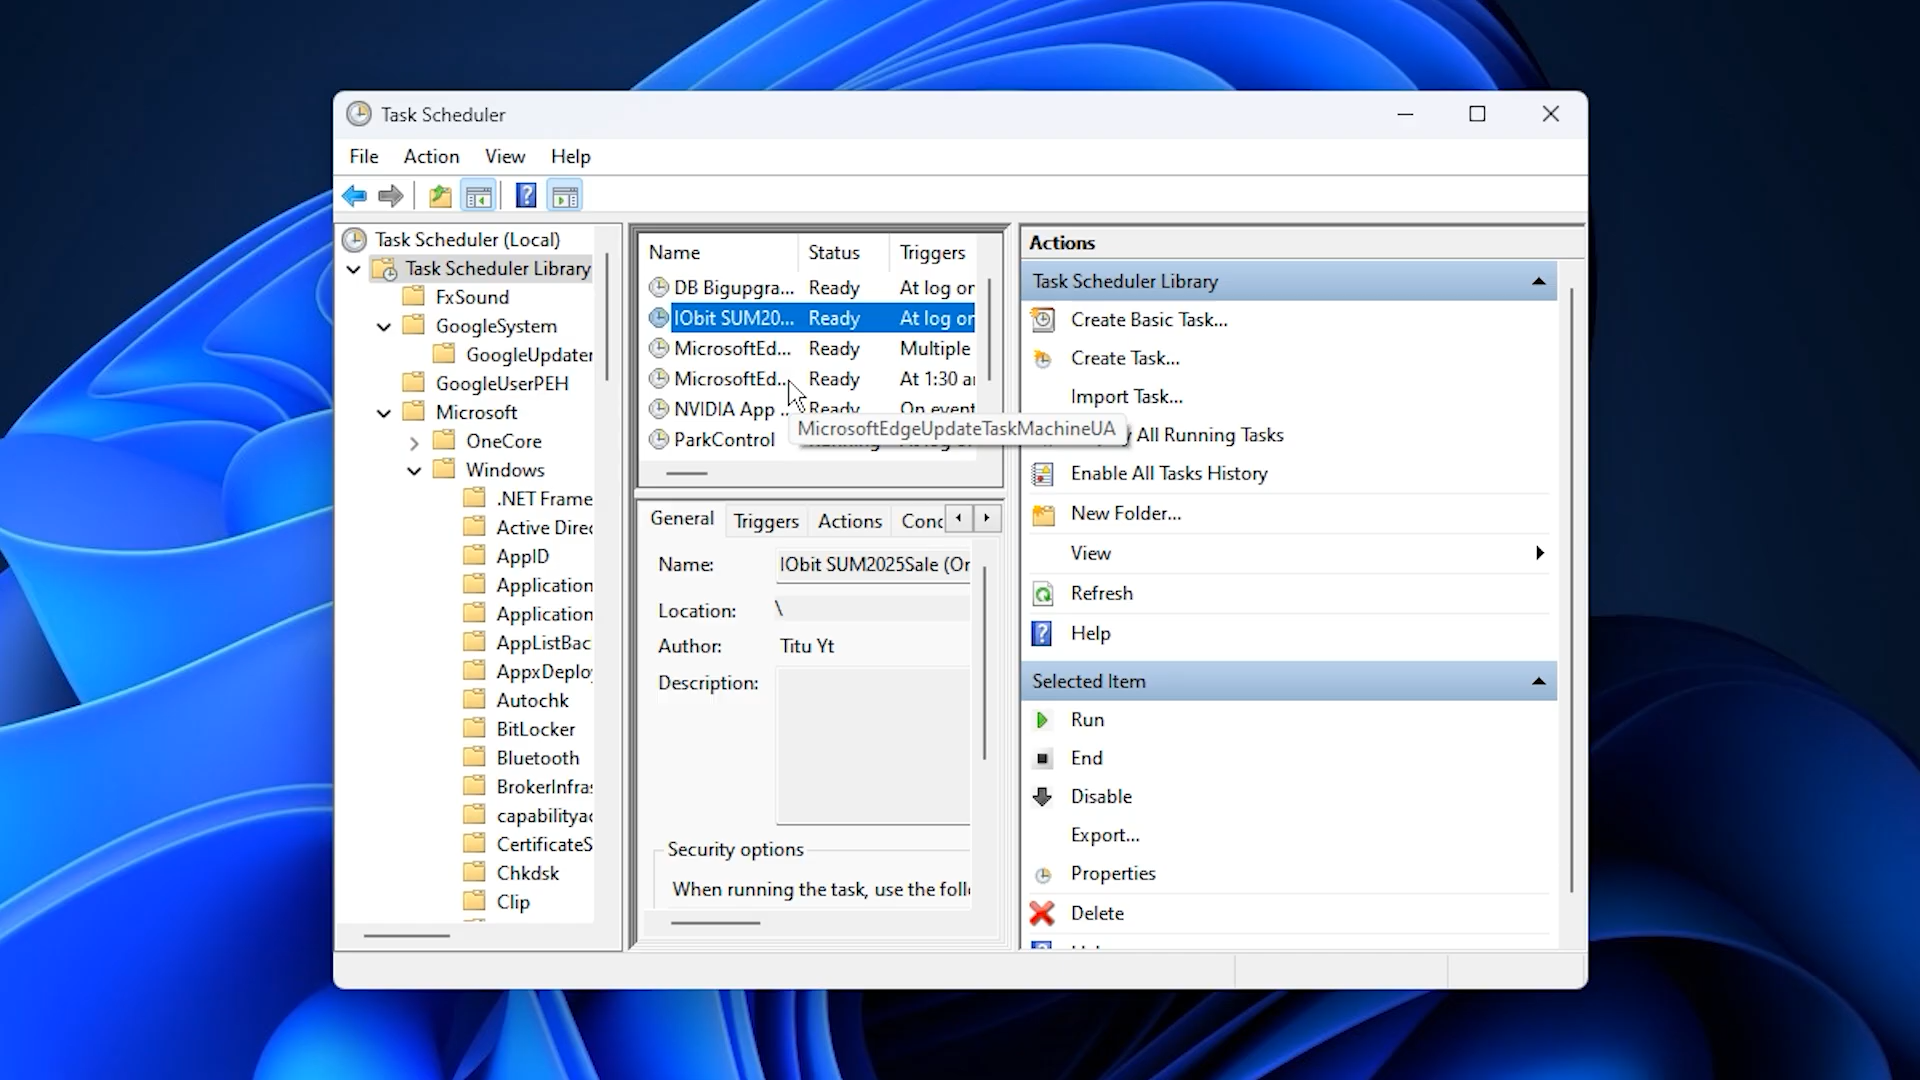 Task Scheduler
File Action View Help
Task Scheduler (Local)
Task Scheduler Library
FxSound
GoogleSystem
GoogleUpdater
GoogleUserPEH
Microsoft
OneCore
Windows
.NET Frame
Active Direc
AppID
Application
Application
AppListBac
AppxDeploy
Autochk
BitLocker
Bluetooth
BrokerInfras
capabilityac
CertificateS
Chkdsk
Clip
Name Status Triggers
DB Bigupgra... Ready At log on
IObit SUM20... Ready At log on
MicrosoftEd... Ready Multiple
MicrosoftEd... Ready At 1:30 a
NVIDIA App ... Ready On event
ParkControl
MicrosoftEdgeUpdateTaskMachineUA
General Triggers Actions Conc
Name: IObit SUM2025Sale (Or
Location: \
Author: Titu Yt
Description:
Security options
When running the task, use the follo
Actions
Task Scheduler Library
Create Basic Task...
Create Task...
Import Task...
All Running Tasks
Enable All Tasks History
New Folder...
View
Refresh
Help
Selected Item
Run
End
Disable
Export...
Properties
Delete